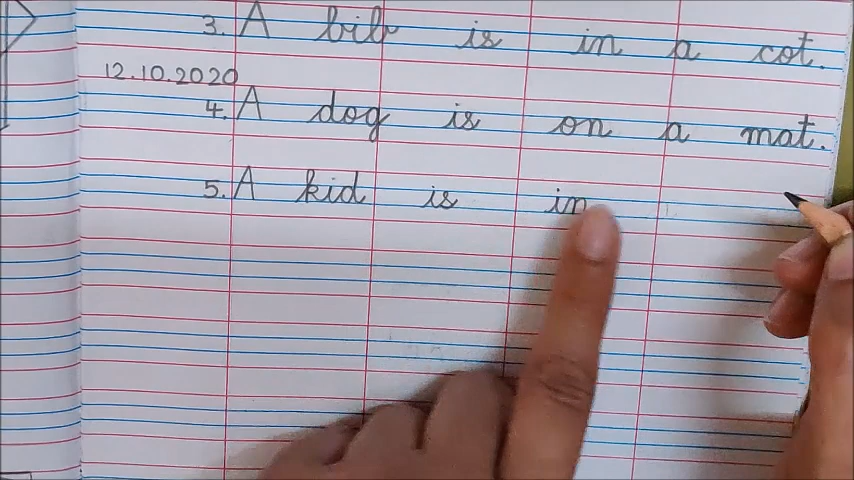 3. A bib is in a cot.
12.10.2020
4. A dog is on a mat.
5. A kid is in